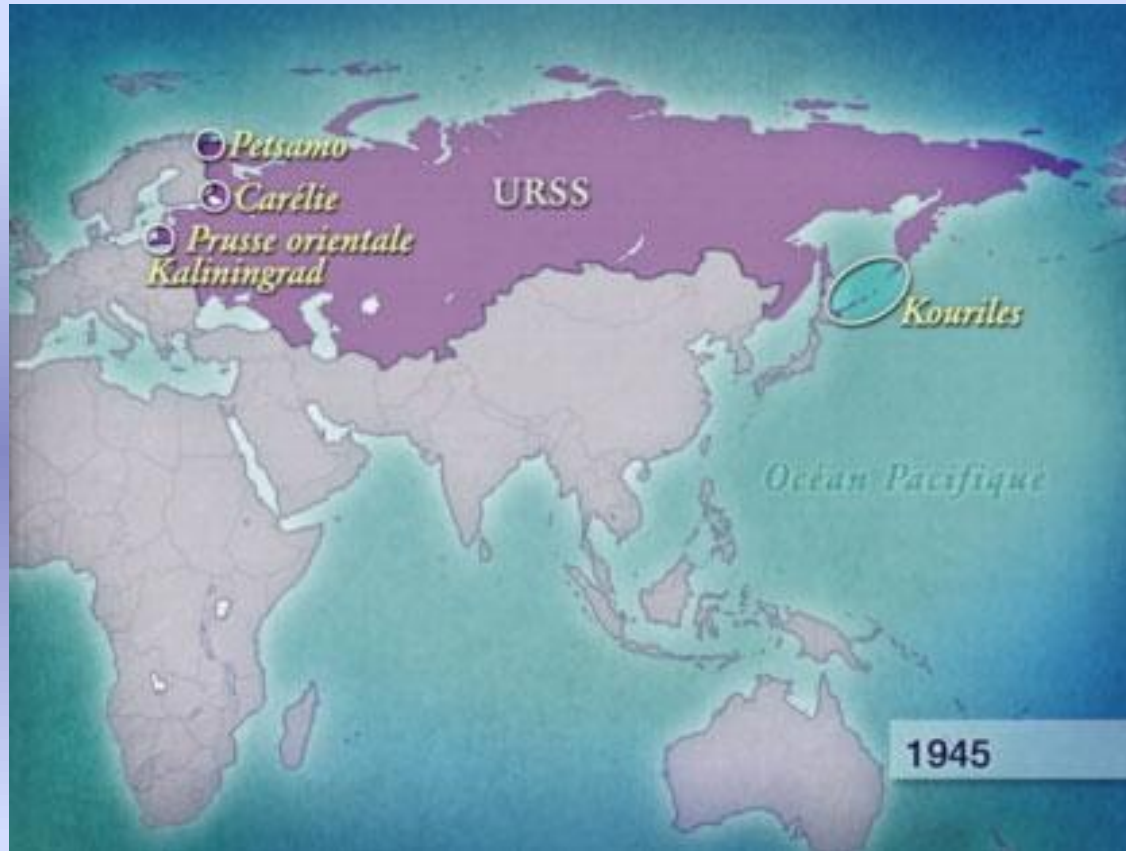 Petsamo
Carélie
URSS
Prusse orientale
Kaliningrad
Kouriles
Océan Pacifique
1945